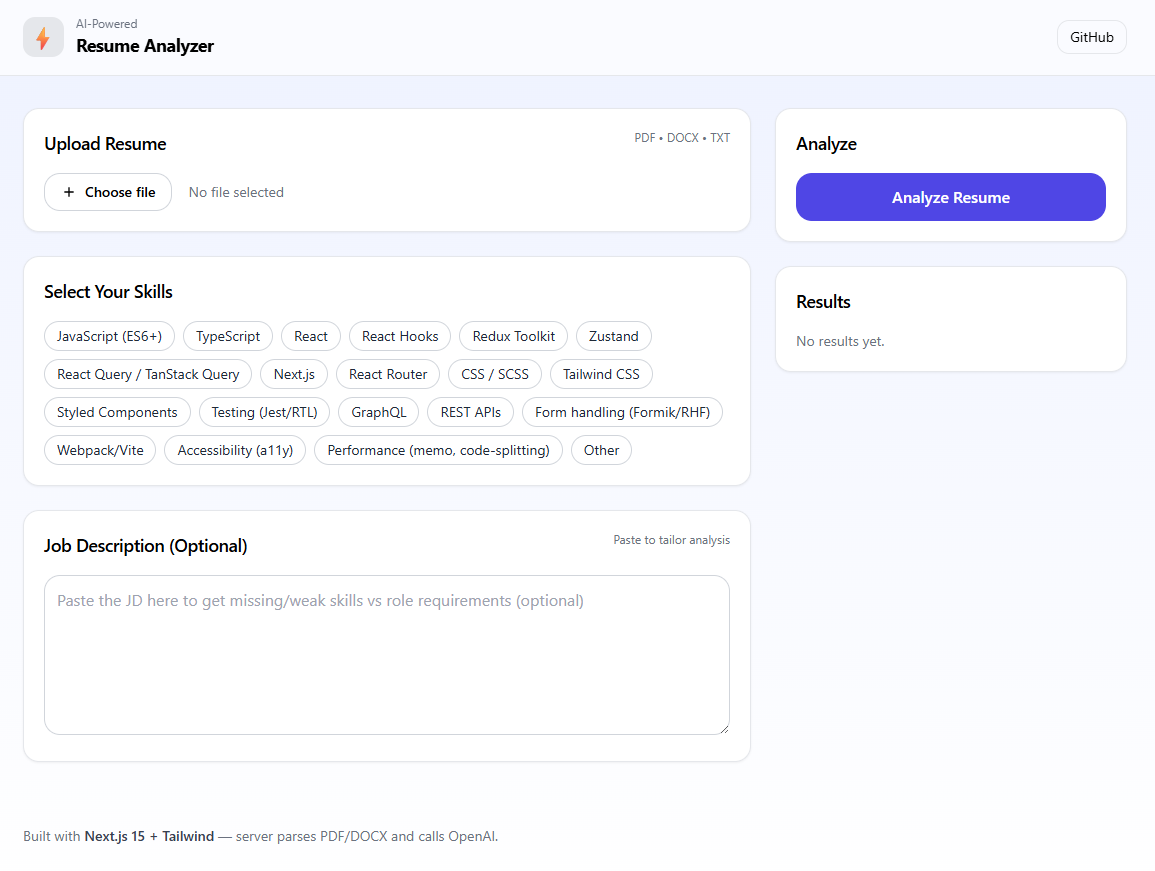 AI-Powered
Resume Analyzer
GitHub
Upload Resume
PDF • DOCX • TXT
+ Choose file
No file selected
Select Your Skills
JavaScript (ES6+)
TypeScript
React
React Hooks
Redux Toolkit
Zustand
React Query / TanStack Query
Next.js
React Router
CSS / SCSS
Tailwind CSS
Styled Components
Testing (Jest/RTL)
GraphQL
REST APIs
Form handling (Formik/RHF)
Webpack/Vite
Accessibility (a11y)
Performance (memo, code-splitting)
Other
Job Description (Optional)
Paste to tailor analysis
Paste the JD here to get missing/weak skills vs role requirements (optional)
Analyze
Analyze Resume
Results
No results yet.
Built with Next.js 15 + Tailwind — server parses PDF/DOCX and calls OpenAI.